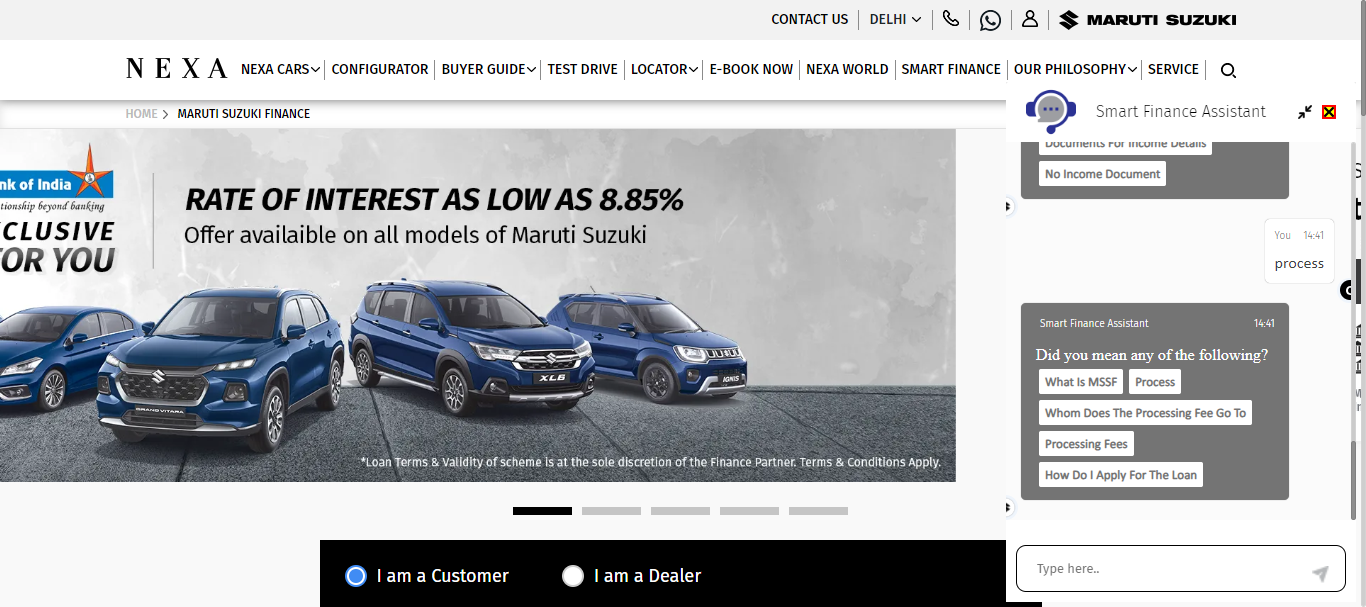 CONTACT US
DELHI
MARUTI SUZUKI
NEXA
NEXA CARS
CONFIGURATOR
BUYER GUIDE
TEST DRIVE
LOCATOR
E-BOOK NOW
NEXA WORLD
SMART FINANCE
OUR PHILOSOPHY
SERVICE
HOME
MARUTI SUZUKI FINANCE
nk of India
tionship beyond banking
CLUSIVE
OR YOU
RATE OF INTEREST AS LOW AS 8.85%
Offer availaible on all models of Maruti Suzuki
GRAND VITARA
XL6
IGNIS
*Loan Terms & Validity of scheme is at the sole discretion of the Finance Partner. Terms & Conditions Apply.
I am a Customer
I am a Dealer
Smart Finance Assistant
Documents For Income Details
No Income Document
You 14:41
process
Smart Finance Assistant 14:41
Did you mean any of the following?
What Is MSSF
Process
Whom Does The Processing Fee Go To
Processing Fees
How Do I Apply For The Loan
Type here..